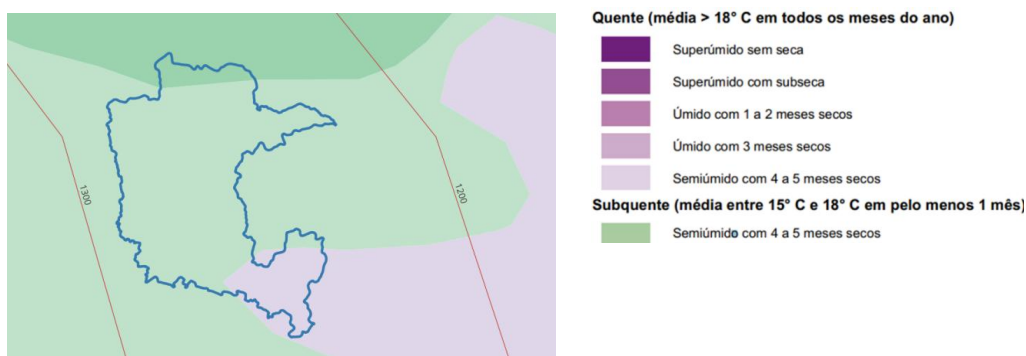 Quente (média > 18° C em todos os meses do ano)
Superúmido sem seca
Superúmido com subseca
Úmido com 1 a 2 meses secos
Úmido com 3 meses secos
Semiúmido com 4 a 5 meses secos
Subquente (média entre 15° C e 18° C em pelo menos 1 mês)
Semiúmido com 4 a 5 meses secos
1300
1200